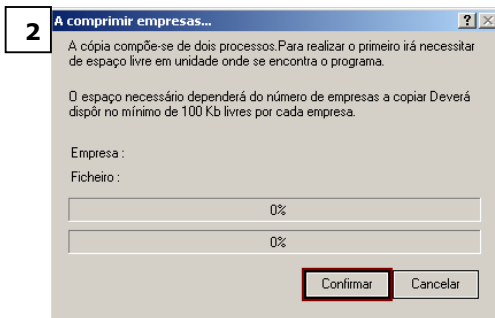 2
A comprimir empresas...
A cópia compõe-se de dois processos.Para realizar o primeiro irá necessitar
de espaço livre em unidade onde se encontra o programa.
O espaço necessário dependerá do número de empresas a copiar Deverá
dispôr no mínimo de 100 Kb livres por cada empresa.
Empresa :
Ficheiro :
0%
0%
Confirmar Cancelar